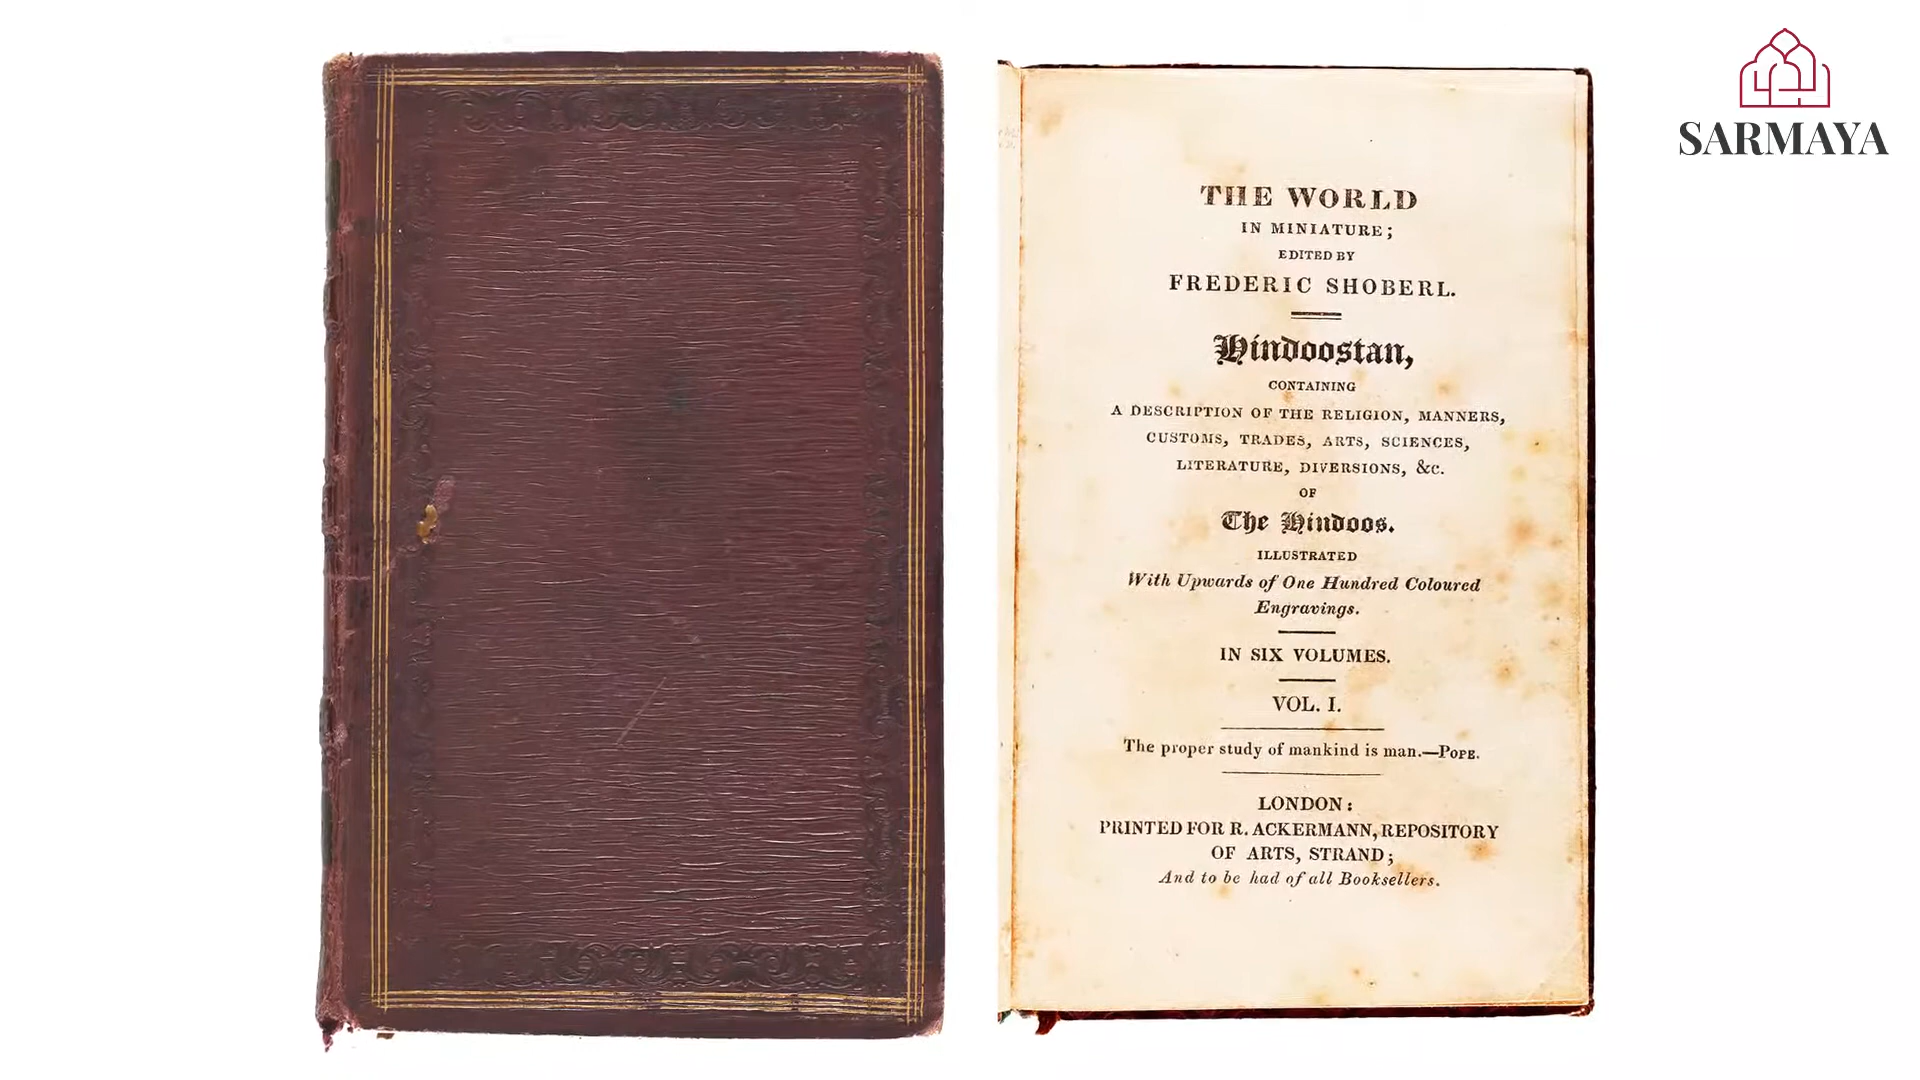 SARMAYA
THE WORLD
IN MINIATURE;
EDITED BY
FREDERIC SHOBERL.
Hindoostan,
CONTAINING
A DESCRIPTION OF THE RELIGION, MANNERS,
CUSTOMS, TRADES, ARTS, SCIENCES,
LITERATURE, DIVERSIONS, &c.
OF
The Hindoos.
ILLUSTRATED
With Upwards of One Hundred Coloured
Engravings.
IN SIX VOLUMES.
VOL. I.
The proper study of mankind is man.—POPE.
LONDON:
PRINTED FOR R. ACKERMANN, REPOSITORY
OF ARTS, STRAND;
And to be had of all Booksellers.